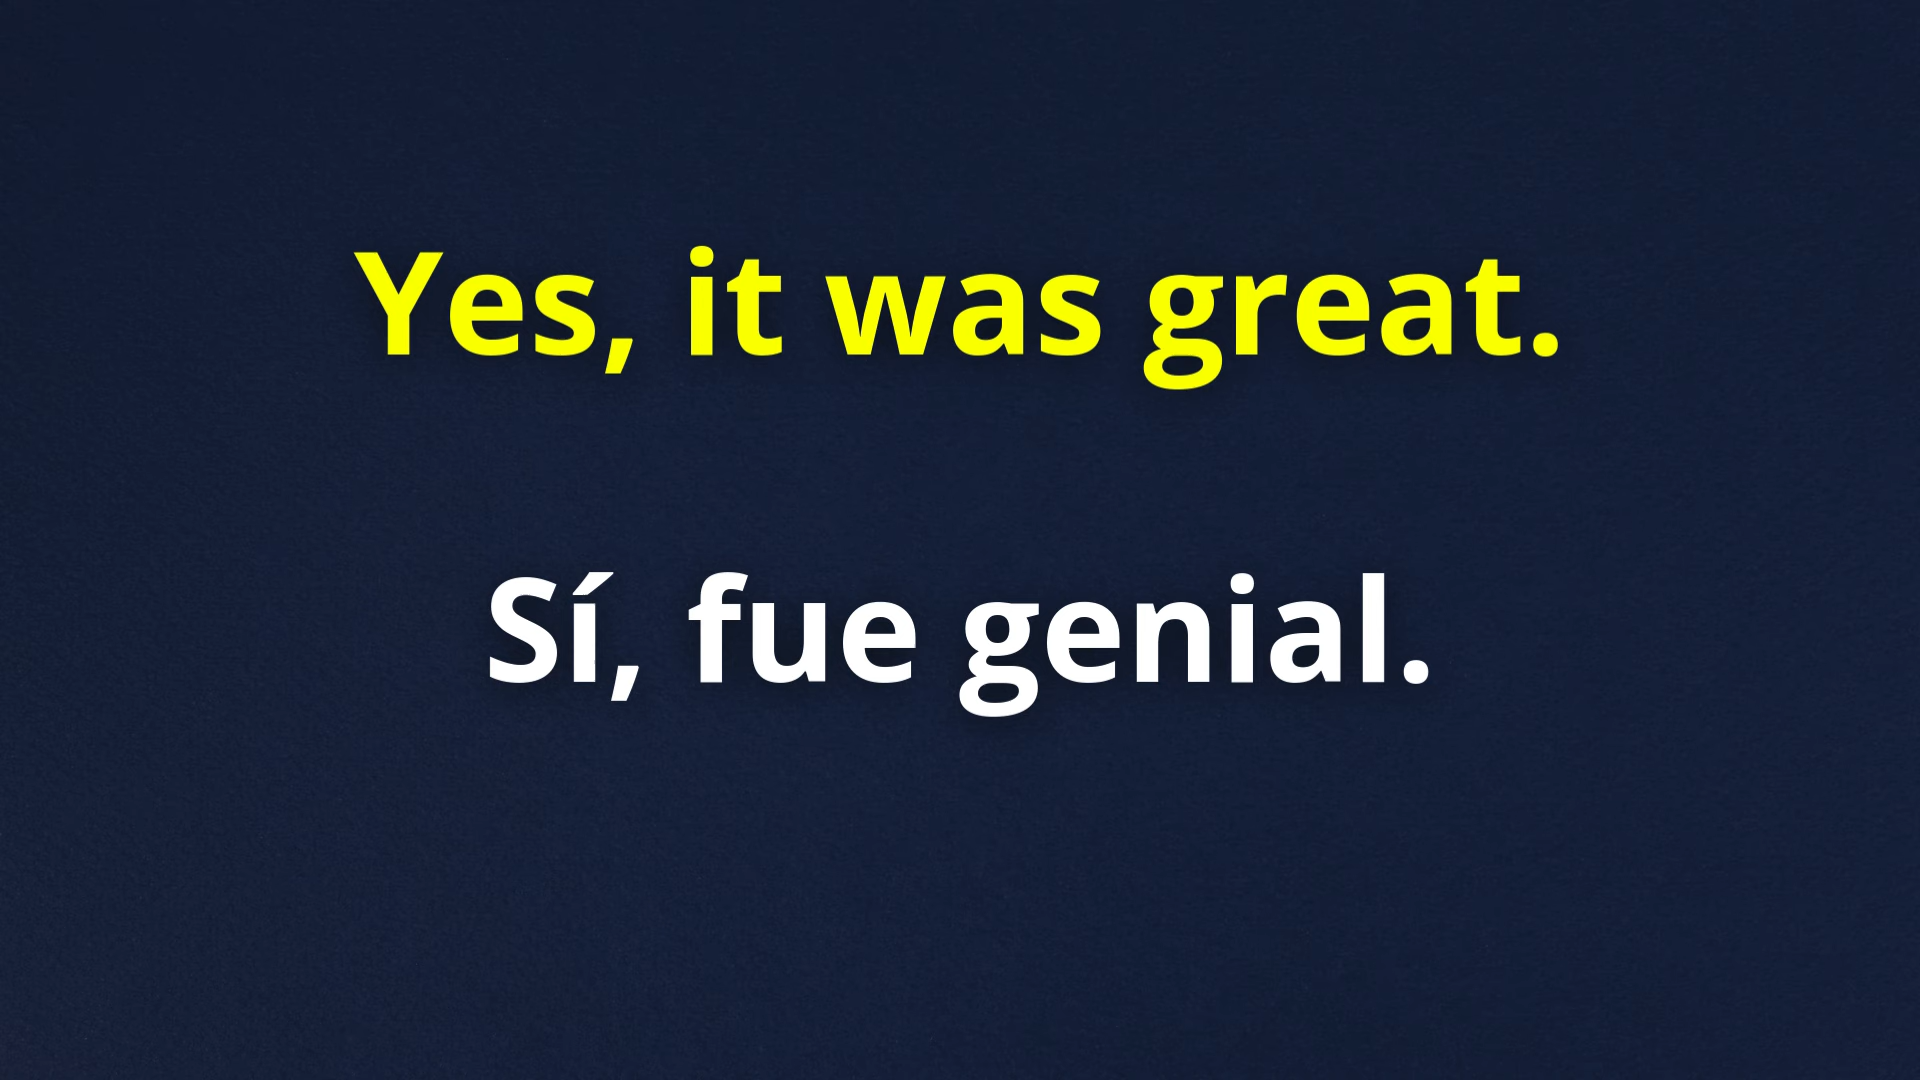 Yes, it was great.
Sí, fue genial.